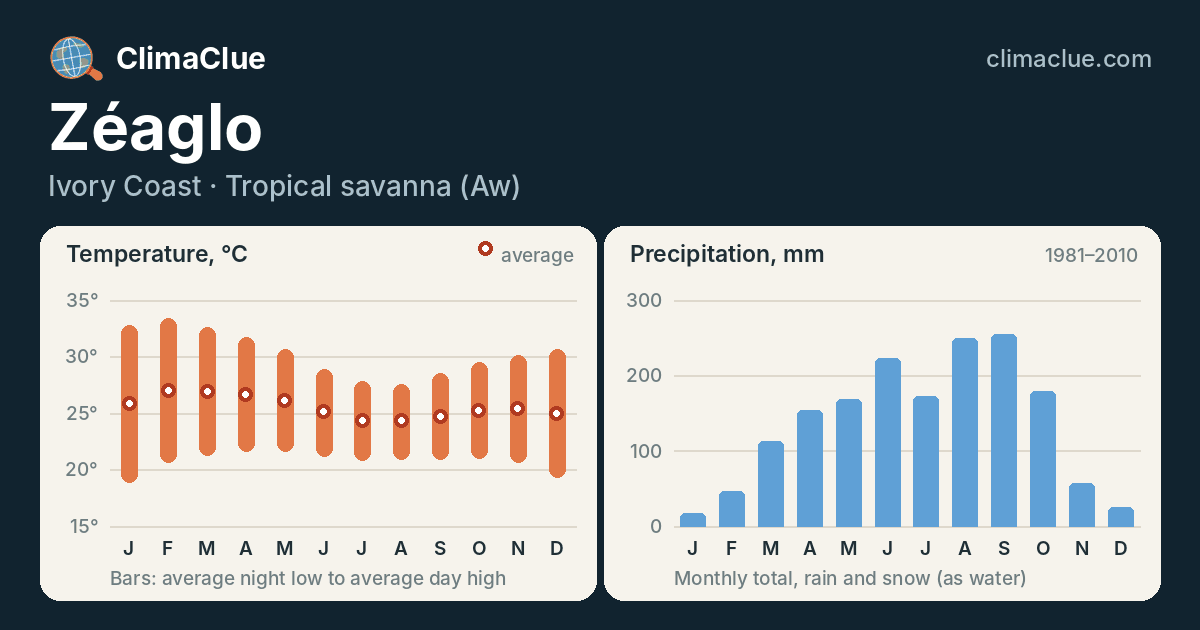 ClimaClue
climaclue.com
Zéaglo
Ivory Coast · Tropical savanna (Aw)
Temperature, °C
average
35°
30°
25°
20°
15°
J F M A M J J A S O N D
Bars: average night low to average day high
Precipitation, mm
1981–2010
300
200
100
0
J F M A M J J A S O N D
Monthly total, rain and snow (as water)